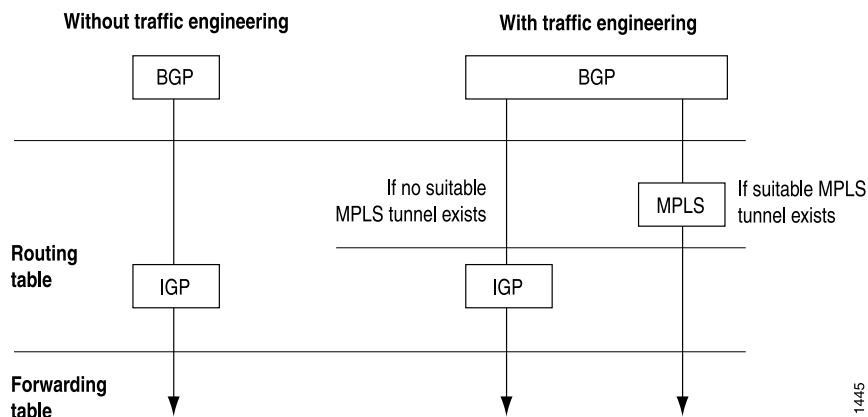 Without traffic engineering
With traffic engineering
BGP
BGP
If no suitable
MPLS tunnel exists
MPLS
If suitable MPLS
tunnel exists
Routing
table
IGP
IGP
Forwarding
table
1445